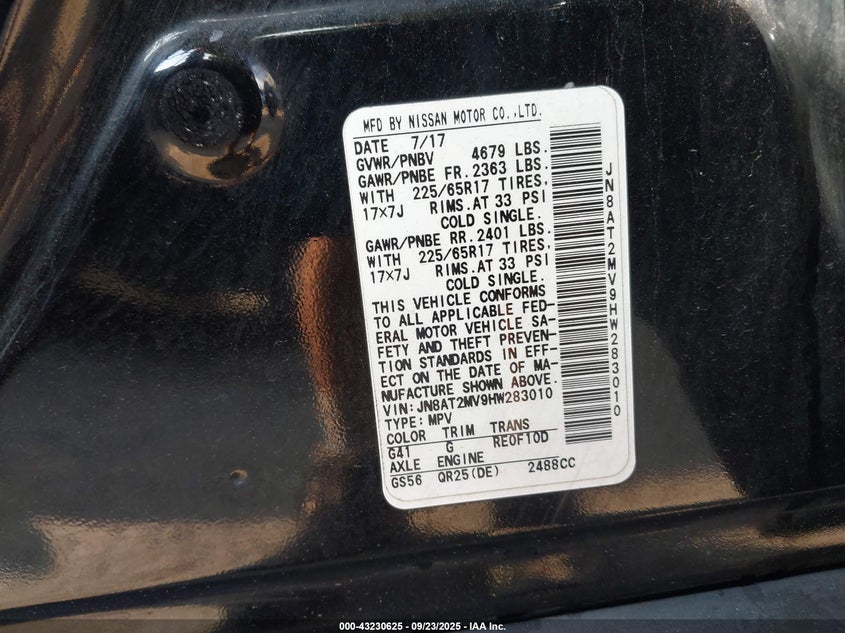 MFD BY NISSAN MOTOR CO.,LTD.
DATE 7/17
GVWR/PNBV 4679 LBS.
GAWR/PNBE FR. 2363 LBS.
WITH 225/65R17 TIRES,
17×7J RIMS.AT 33 PSI
COLD SINGLE.
GAWR/PNBE RR. 2401 LBS.
WITH 225/65R17 TIRES,
17×7J RIMS.AT 33 PSI
COLD SINGLE.
THIS VEHICLE CONFORMS
TO ALL APPLICABLE FED-
ERAL MOTOR VEHICLE SA-
FETY AND THEFT PREVEN-
TION STANDARDS IN EFF-
ECT ON THE DATE OF MA-
NUFACTURE SHOWN ABOVE.
VIN: JN8AT2MV9HW283010
TYPE: MPV
COLOR TRIM TRANS
G41 G RE0F10D
AXLE ENGINE
GS56 QR25(DE) 2488CC
JN8AT2MV9HW283010
000-43230625 - 09/23/2025 - IAA Inc.